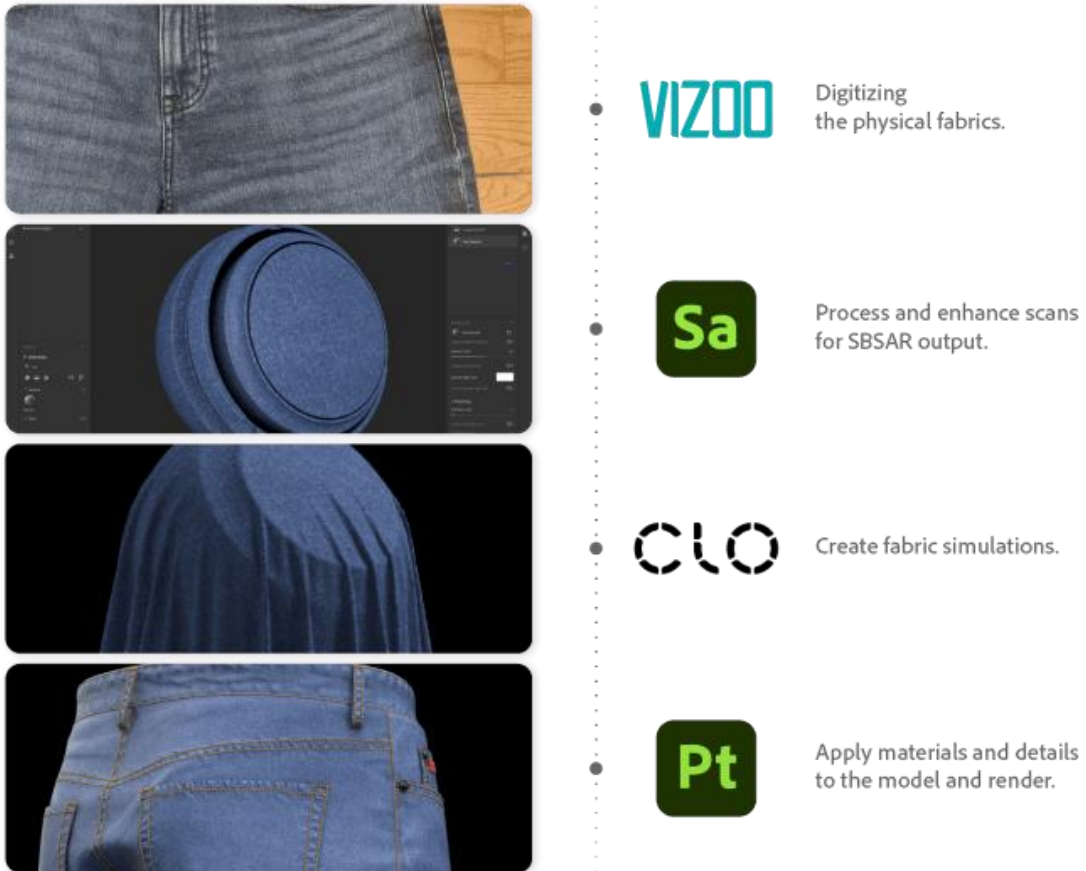 VIZOO
Digitizing
the physical fabrics.
Sa
Process and enhance scans
for SBSAR output.
CLO
Create fabric simulations.
Pt
Apply materials and details
to the model and render.